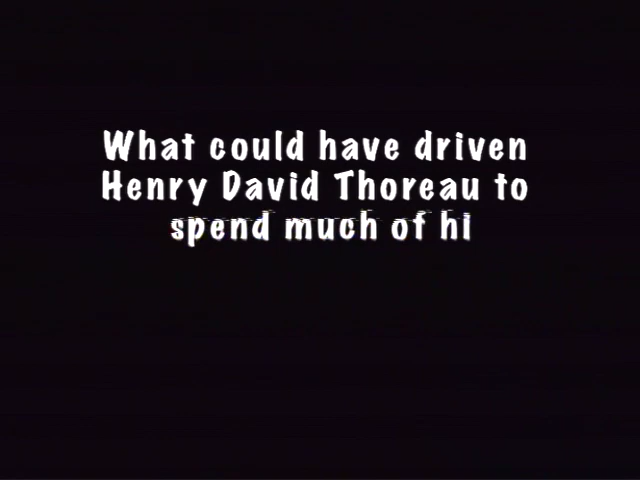 What could have driven
Henry David Thoreau to
spend much of hi